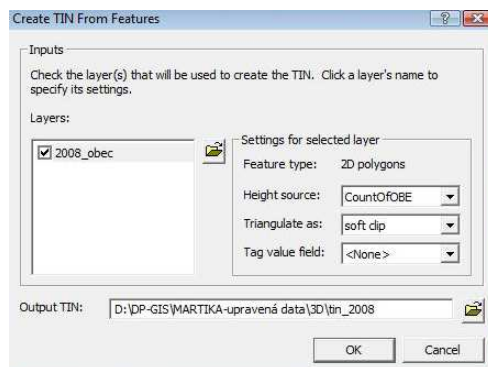 Create TIN From Features
Inputs
Check the layer(s) that will be used to create the TIN. Click a layer's name to
specify its settings.
Layers:
2008_obec
Settings for selected layer
Feature type: 2D polygons
Height source: CountOfOBE
Triangulate as: soft clip
Tag value field: <None>
Output TIN: D:\DP-GIS\MARTIKA-upravená data\3D\tin_2008
OK Cancel